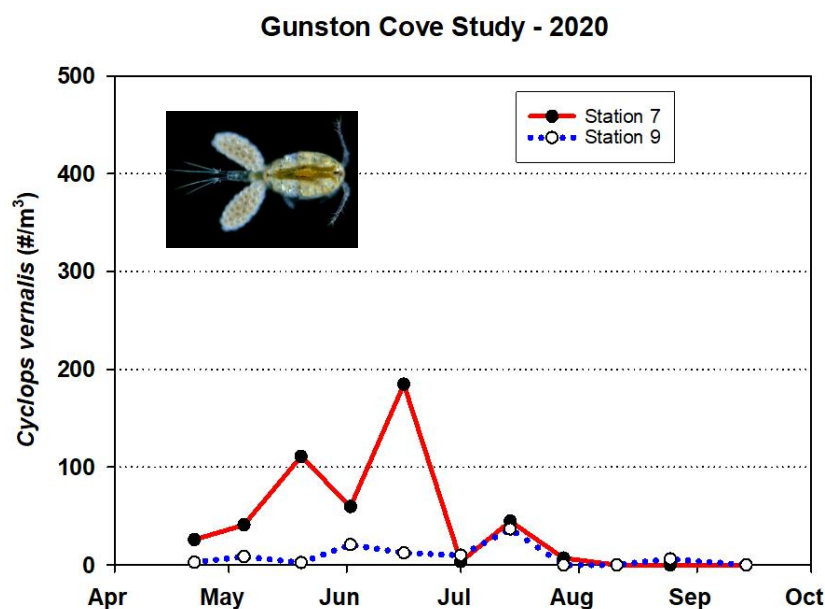 Gunston Cove Study - 2020
Cyclops vernalis (#/m³)
500
400
300
200
100
0
Station 7
Station 9
Apr May Jun Jul Aug Sep Oct